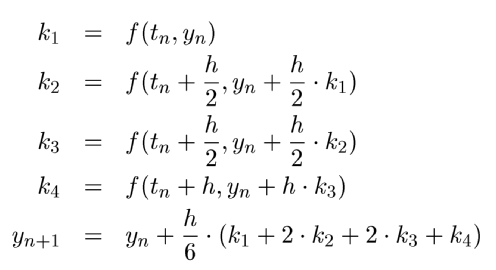 k₁ = f(tₙ, yₙ)
k₂ = f(tₙ + h/2, yₙ + h/2 · k₁)
k₃ = f(tₙ + h/2, yₙ + h/2 · k₂)
k₄ = f(tₙ + h, yₙ + h · k₃)
yₙ₊₁ = yₙ + h/6 · (k₁ + 2 · k₂ + 2 · k₃ + k₄)